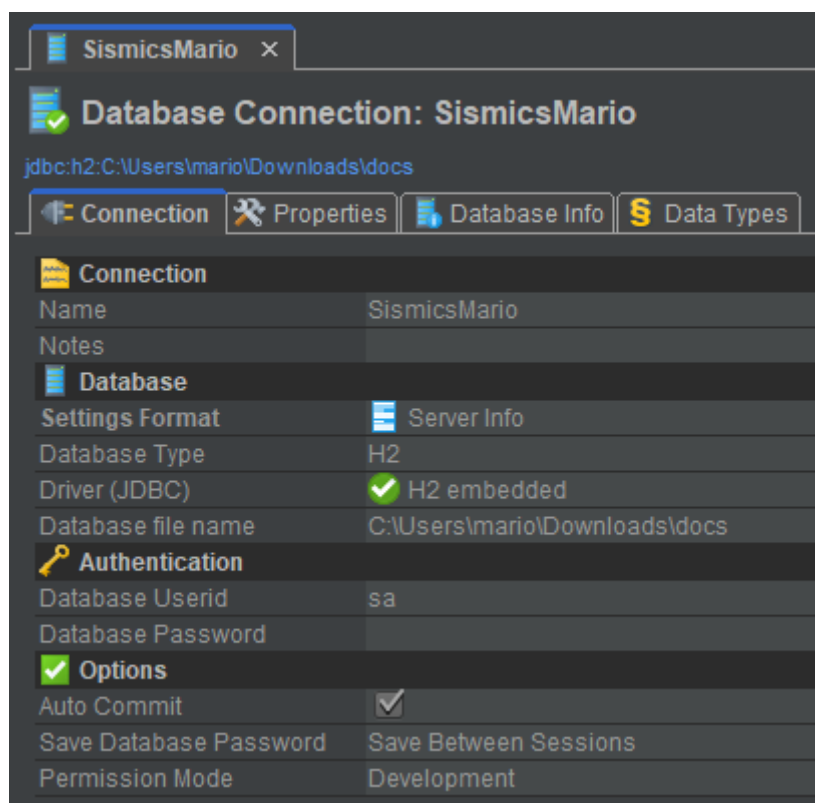 SismicsMario ×
Database Connection: SismicsMario
jdbc:h2:C:\Users\mario\Downloads\docs
Connection Properties Database Info § Data Types
Connection
Name SismicsMario
Notes
Database
Settings Format Server Info
Database Type H2
Driver (JDBC) H2 embedded
Database file name C:\Users\mario\Downloads\docs
Authentication
Database Userid sa
Database Password
Options
Auto Commit
Save Database Password Save Between Sessions
Permission Mode Development